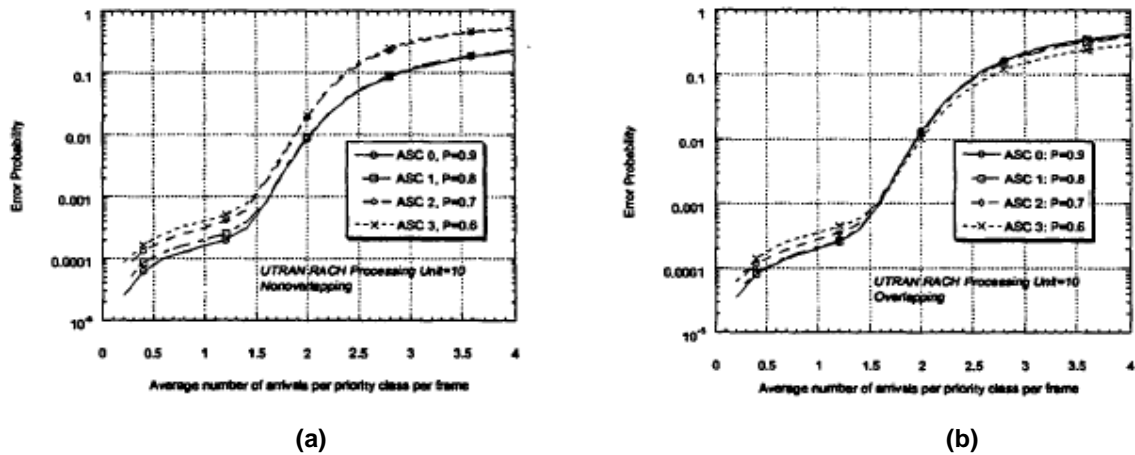 1
0.1
0.01
0.001
0.0001
Error Probability
ASC 0, P=0.9
ASC 1, P=0.8
ASC 2, P=0.7
ASC 3, P=0.6
UTRAN RACH Processing Unit=10
Nonoverlapping
0 0.5 1 1.5 2 2.5 3 3.5 4
Average number of arrivals per priority class per frame
(a)
1
0.1
0.01
0.001
0.0001
10-5
Error Probability
ASC 0: P=0.9
ASC 1: P=0.8
ASC 2: P=0.7
ASC 3: P=0.6
UTRAN RACH Processing Unit=10
Overlapping
0 0.5 1 1.5 2 2.5 3 3.5 4
Average number of arrivals per priority class per frame
(b)